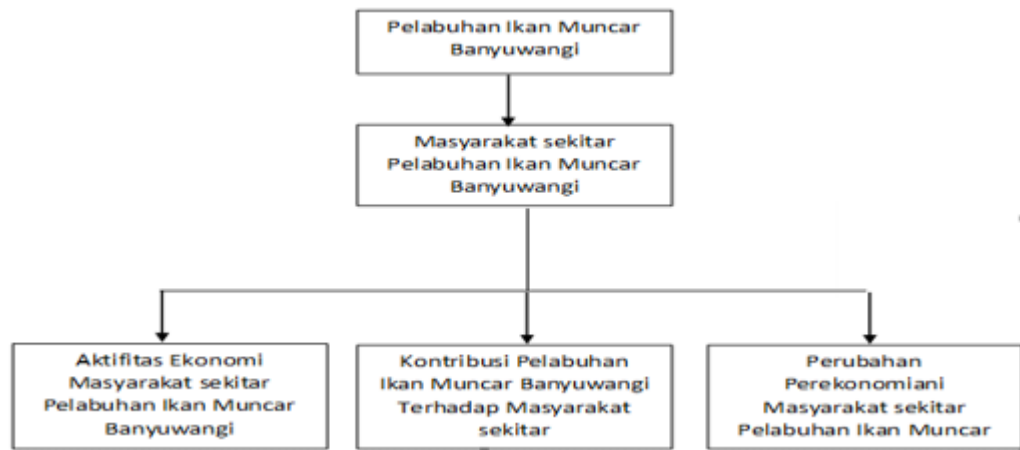 Pelabuhan Ikan Muncar
Banyuwangi
Masyarakat sekitar
Pelabuhan Ikan Muncar
Banyuwangi
Aktifitas Ekonomi
Masyarakat sekitar
Pelabuhan Ikan Muncar
Banyuwangi
Kontribusi Pelabuhan
Ikan Muncar Banyuwangi
Terhadap Masyarakat
sekitar
Perubahan
Perekonomiani
Masyarakat sekitar
Pelabuhan Ikan Muncar